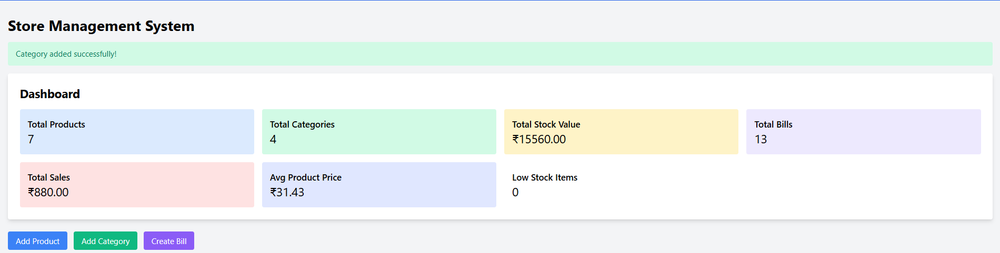 Store Management System
Category added successfully!
Dashboard
Total Products
7
Total Categories
4
Total Stock Value
₹15560.00
Total Bills
13
Total Sales
₹880.00
Avg Product Price
₹31.43
Low Stock Items
0
Add Product
Add Category
Create Bill